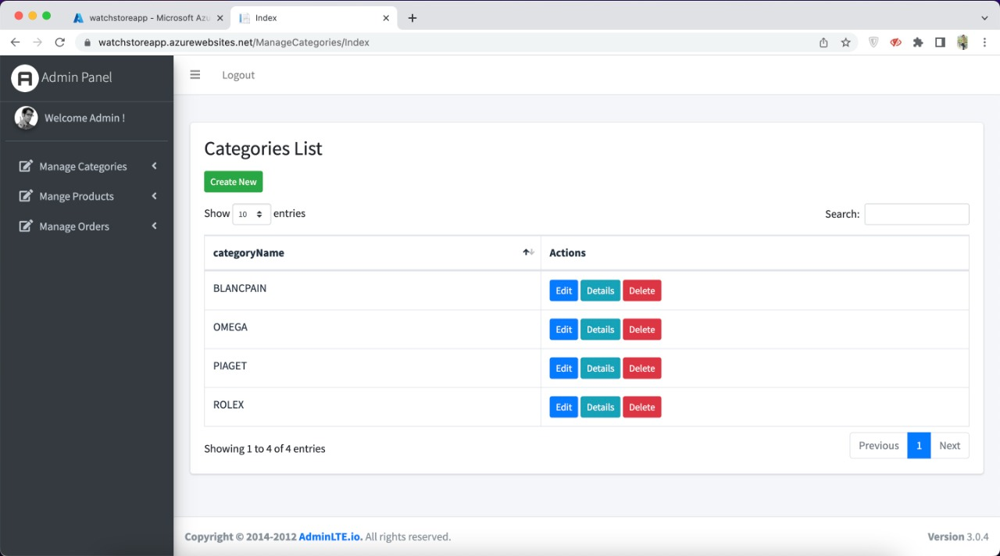 watchstoreapp - Microsoft Azu
Index
watchstoreapp.azurewebsites.net/ManageCategories/Index
Admin Panel
Logout
Welcome Admin !
Manage Categories
Mange Products
Manage Orders
Categories List
Create New
Show 10 entries
Search:
categoryName Actions
BLANCPAIN Edit Details Delete
OMEGA Edit Details Delete
PIAGET Edit Details Delete
ROLEX Edit Details Delete
Showing 1 to 4 of 4 entries
Previous 1 Next
Copyright © 2014-2012 AdminLTE.io. All rights reserved.
Version 3.0.4